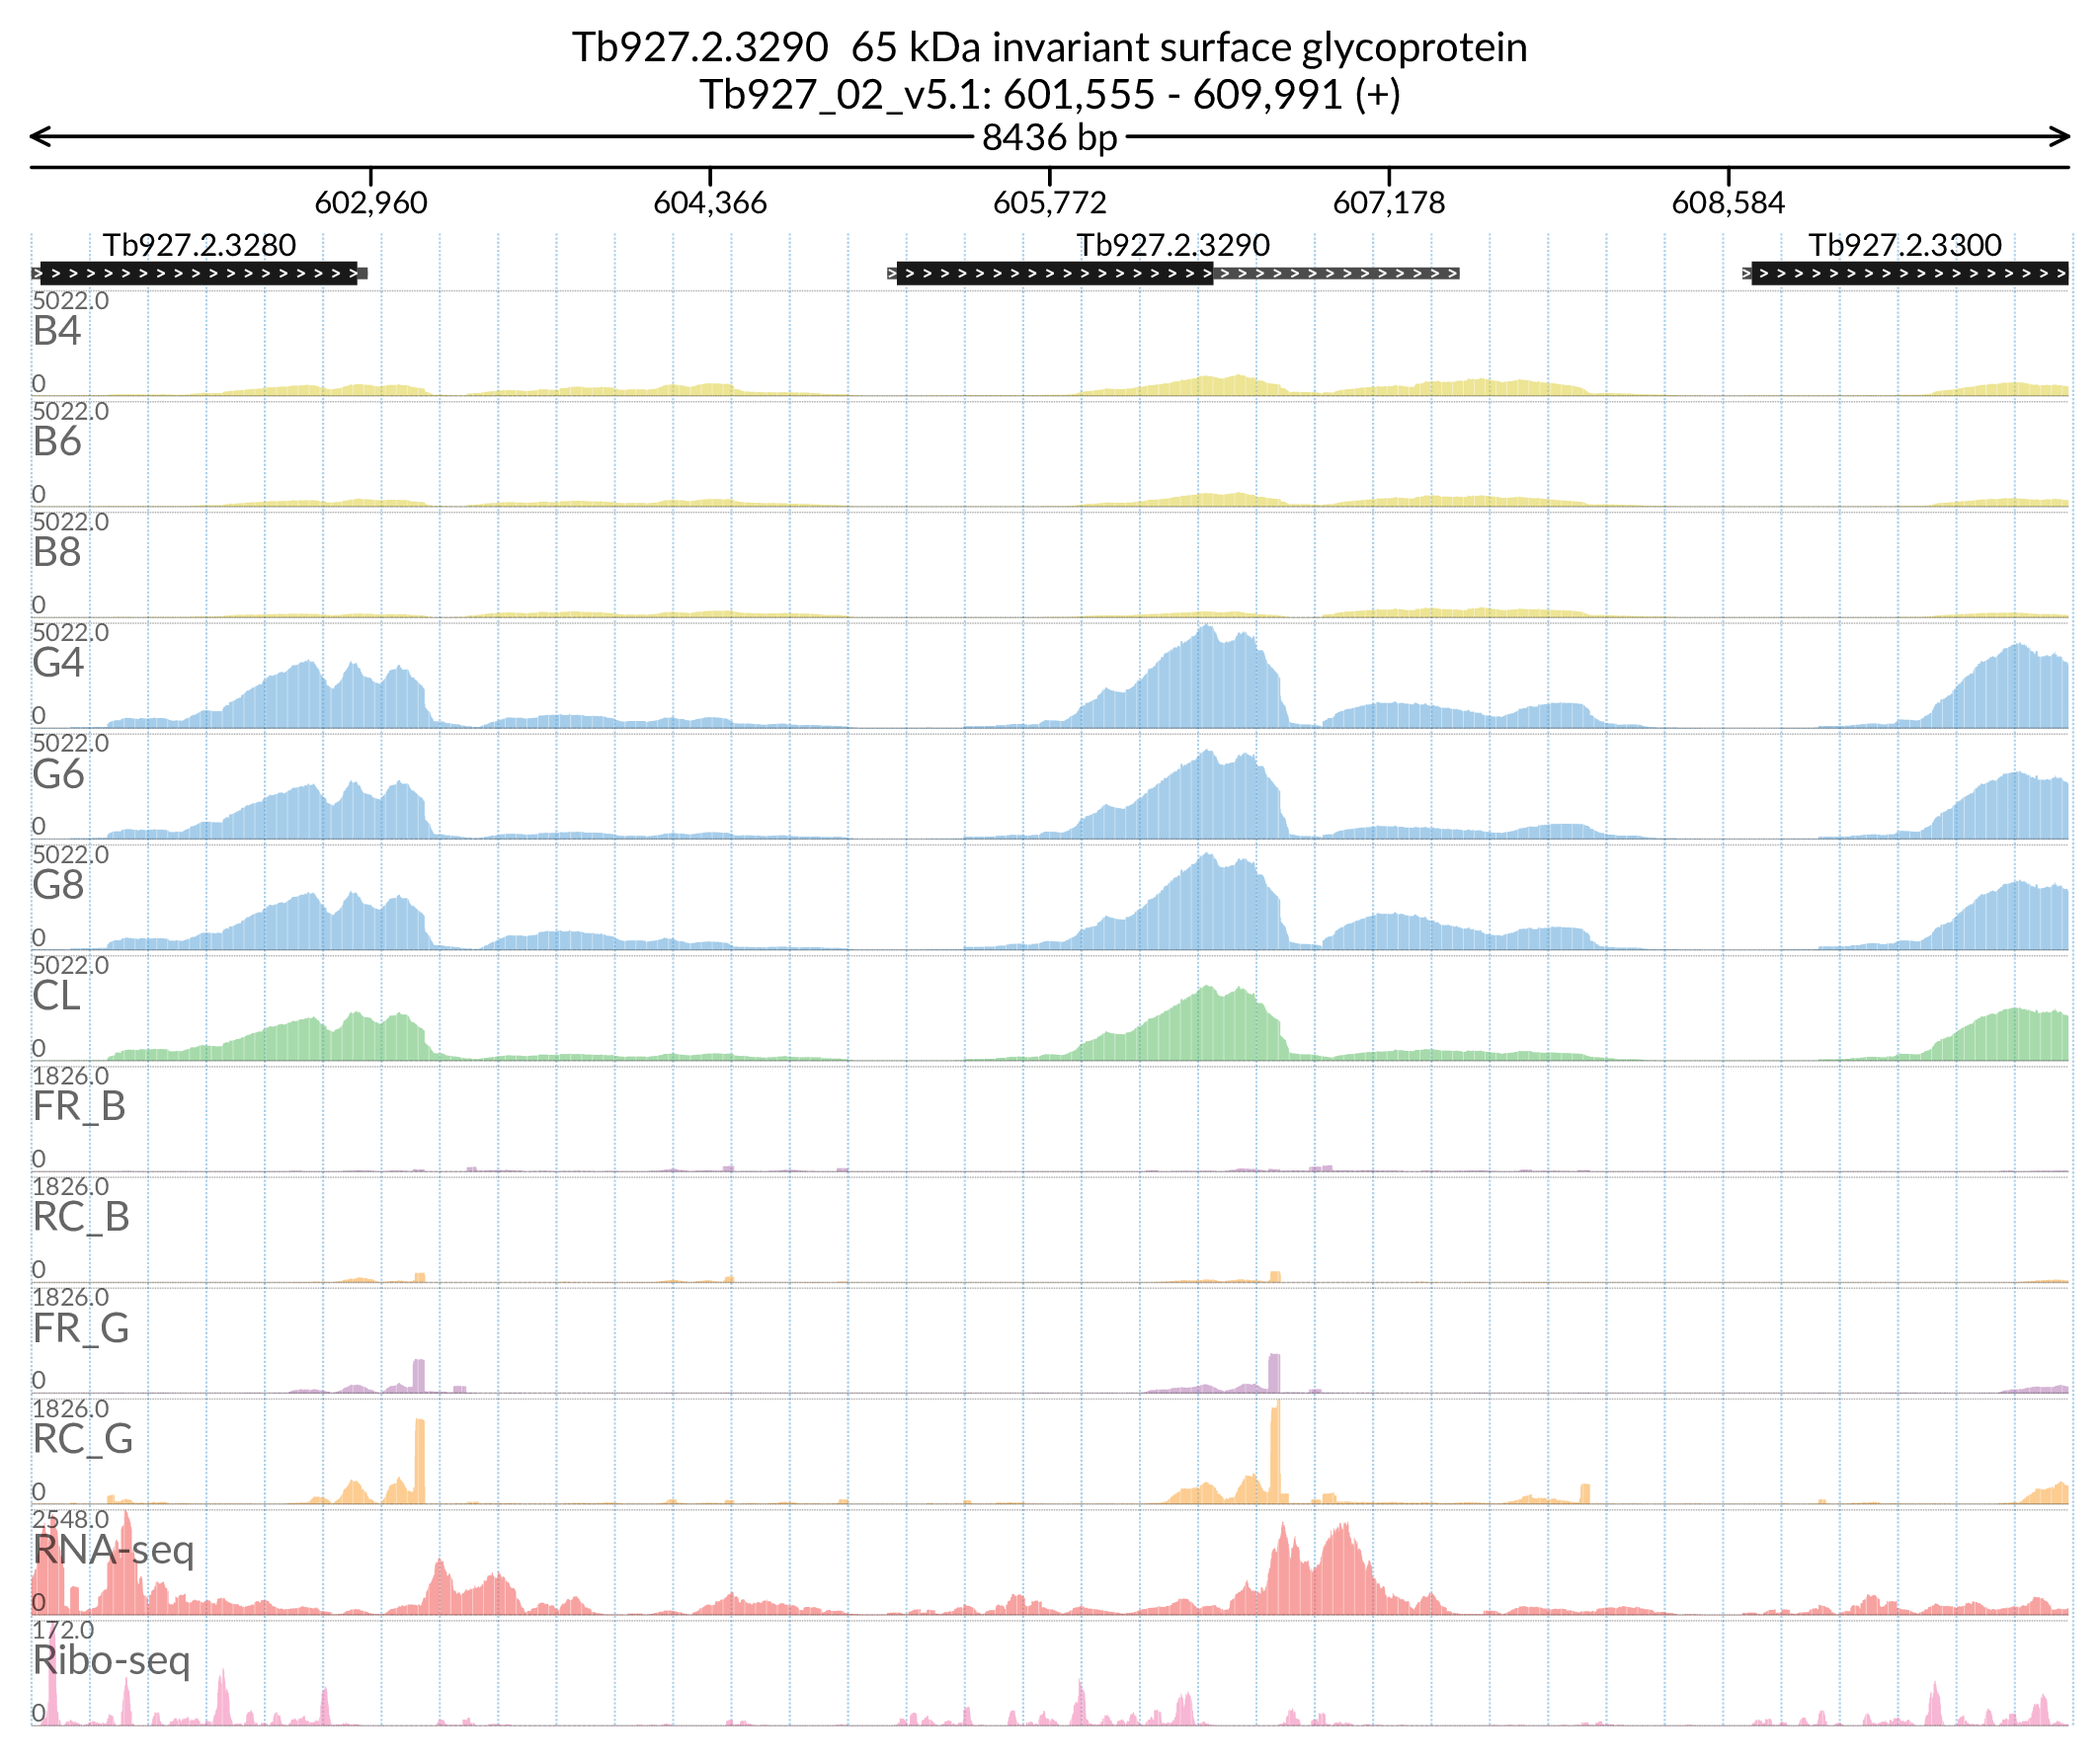 Tb927.2.3290  65 kDa invariant surface glycoprotein
Tb927_02_v5.1: 601,555 - 609,991 (+)
8436 bp
602,960 604,366 605,772 607,178 608,584
Tb927.2.3280 Tb927.2.3290 Tb927.2.3300
5022.0
B4
0
5022.0
B6
0
5022.0
B8
0
5022.0
G4
0
5022.0
G6
0
5022.0
G8
0
5022.0
CL
0
1826.0
FR_B
0
1826.0
RC_B
0
1826.0
FR_G
0
1826.0
RC_G
0
2548.0
RNA-seq
0
172.0
Ribo-seq
0